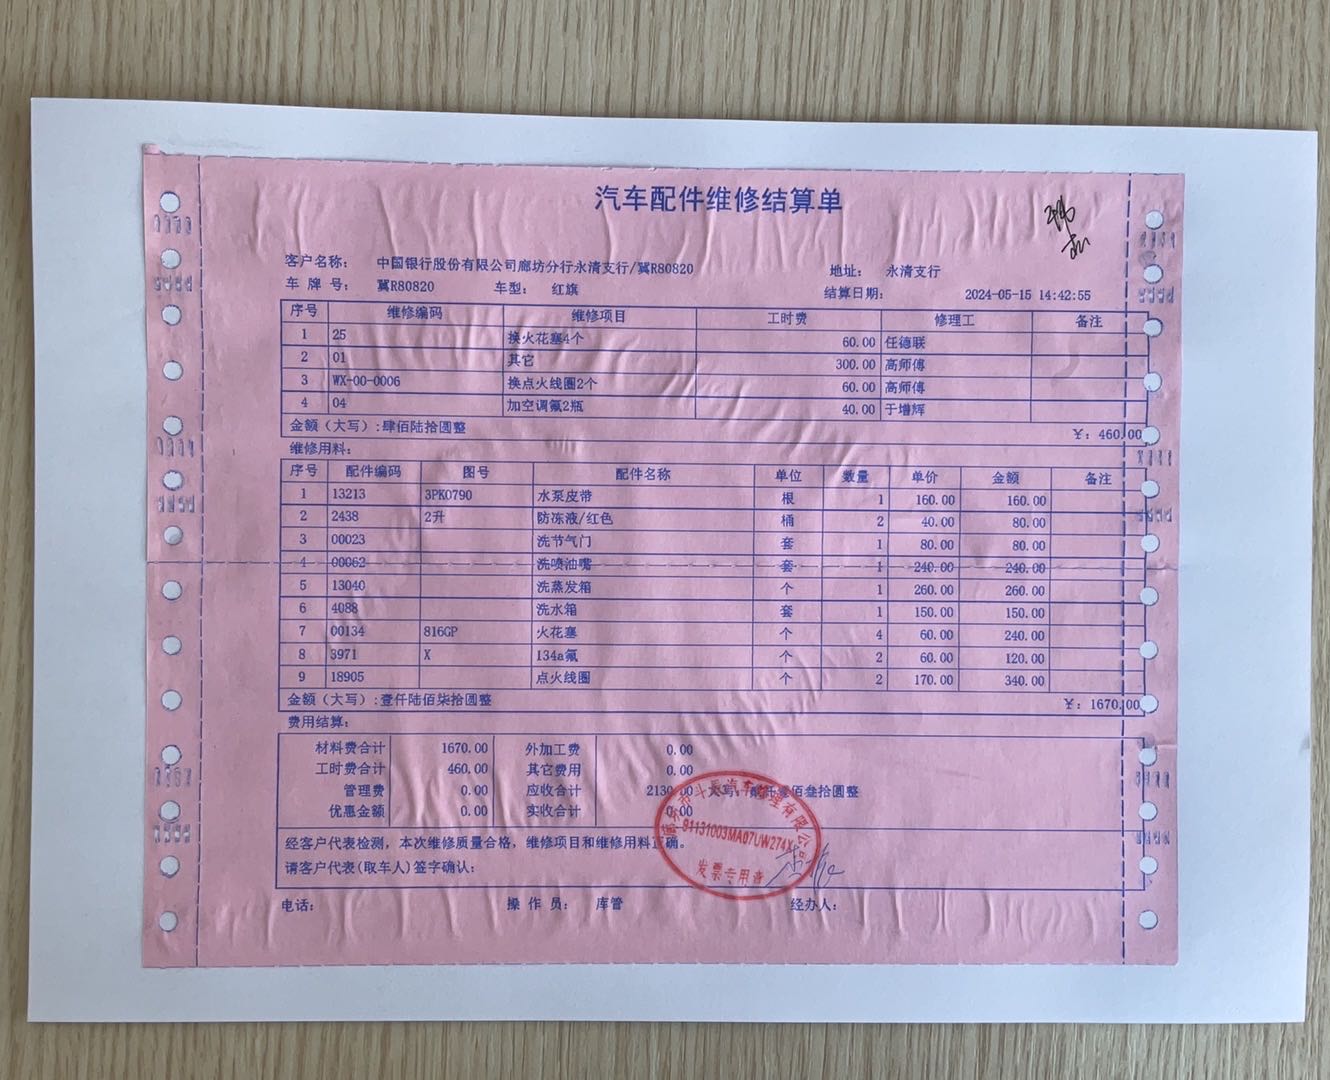 汽车配件维修结算单
客户名称： 中国银行股份有限公司廊坊分行永清支行/冀R80820 地址： 永清支行
车 牌 号： 冀R80820 车型： 红旗 结算日期： 2024-05-15 14:42:55
序号 维修编码 维修项目 工时费 修理工 备注
1 25 换火花塞4个 60.00 任德联
2 01 其它 300.00 高师傅
3 WX-00-0006 换点火线圈2个 60.00 高师傅
4 04 加空调氟2瓶 40.00 于增辉
金额（大写）:肆佰陆拾圆整 ￥：460.00
维修用料：
序号 配件编码 图号 配件名称 单位 数量 单价 金额 备注
1 13213 3PK0790 水泵皮带 根 1 160.00 160.00
2 2438 2升 防冻液/红色 桶 2 40.00 80.00
3 00023 洗节气门 套 1 80.00 80.00
4 00062 洗喷油嘴 套 1 240.00 240.00
5 13040 洗蒸发箱 个 1 260.00 260.00
6 4088 洗水箱 套 1 150.00 150.00
7 00134 816GP 火花塞 个 4 60.00 240.00
8 3971 X 134a氟 个 2 60.00 120.00
9 18905 点火线圈 个 2 170.00 340.00
金额（大写）:壹仟陆佰柒拾圆整 ￥：1670.00
费用结算：
材料费合计 1670.00 外加工费 0.00
工时费合计 460.00 其它费用 0.00
管理费 0.00 应收合计 2130.00 大写： 贰仟壹佰叁拾圆整
优惠金额 0.00 实收合计 0.00
经客户代表检测，本次维修质量合格，维修项目和维修用料正确。
请客户代表(取车人)签字确认：
电话： 操 作 员： 库管 经办人：
91131003MA07UW274X
发票专用章